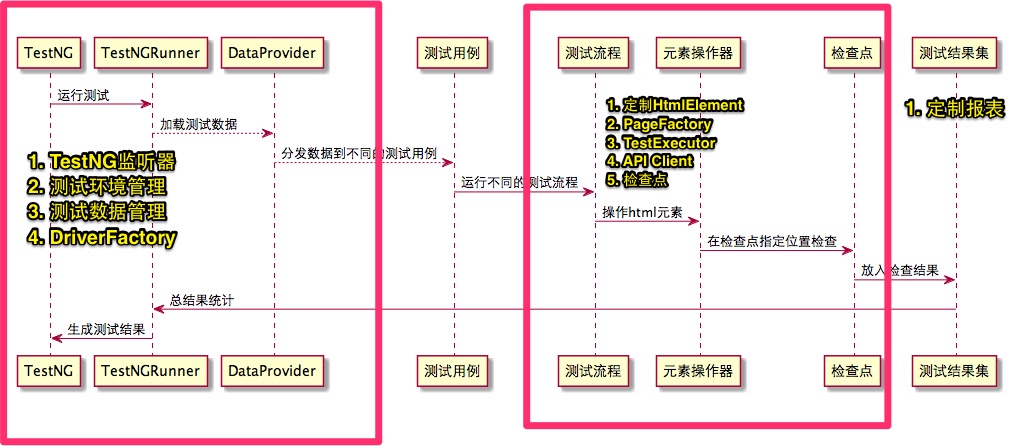 TestNG
TestNGRunner
DataProvider
测试用例
测试流程
元素操作器
检查点
测试结果集
运行测试
加载测试数据
分发数据到不同的测试用例
运行不同的测试流程
操作html元素
在检查点指定位置检查
放入检查结果
总结果统计
生成测试结果
1. TestNG监听器
2. 测试环境管理
3. 测试数据管理
4. DriverFactory
1. 定制HtmlElement
2. PageFactory
3. TestExecutor
4. API Client
5. 检查点
1. 定制报表
TestNG
TestNGRunner
DataProvider
测试用例
测试流程
元素操作器
检查点
测试结果集